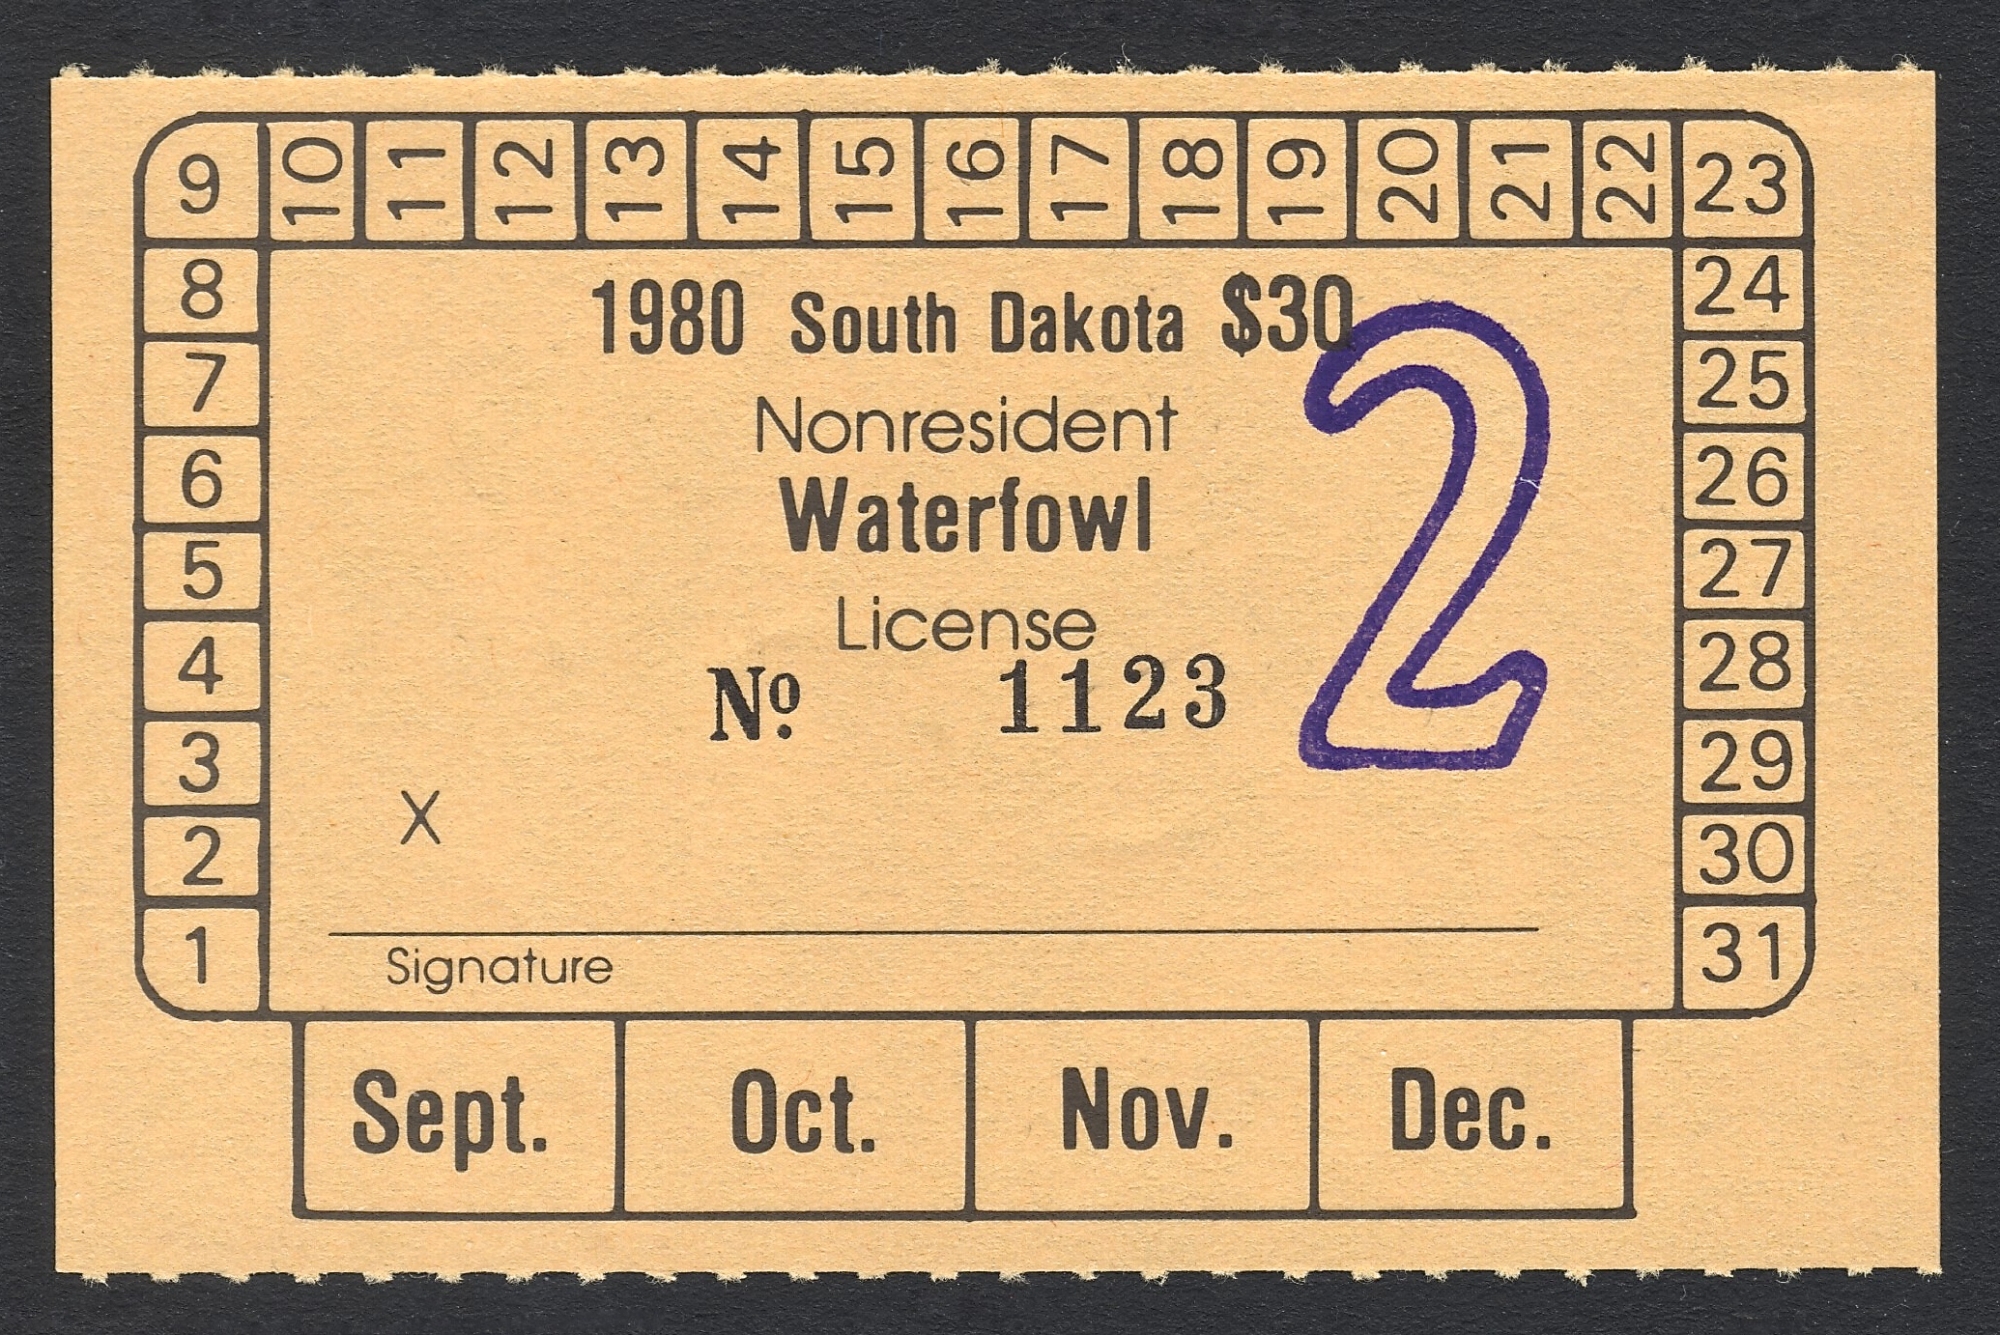 9 10 11 12 13 14 15 16 17 18 19 20 21 22 23
8 24
7 25
6 26
5 27
4 28
3 29
2 30
1 31
1980 South Dakota $30
Nonresident
Waterfowl
License
Nº 1123
2
X
Signature
Sept. Oct. Nov. Dec.